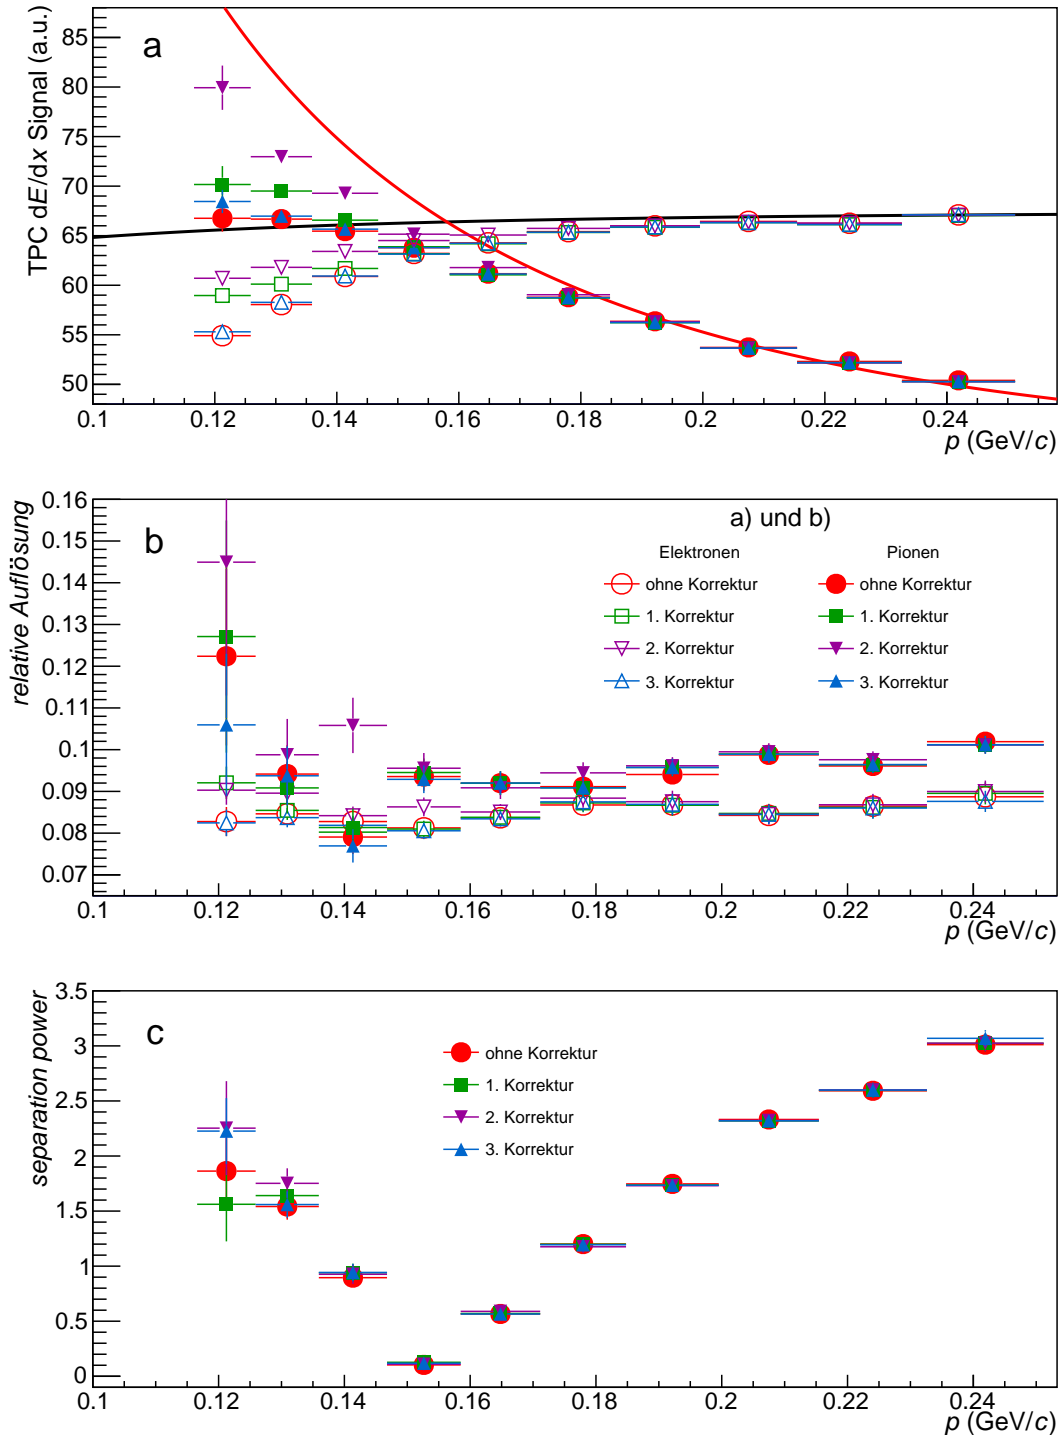 a
TPC dE/dx Signal (a.u.)
85
80
75
70
65
60
55
50
0.1 0.12 0.14 0.16 0.18 0.2 0.22 0.24
p (GeV/c)
b
relative Auflösung
0.16
0.15
0.14
0.13
0.12
0.11
0.1
0.09
0.08
0.07
a) und b)
Elektronen Pionen
ohne Korrektur ohne Korrektur
1. Korrektur 1. Korrektur
2. Korrektur 2. Korrektur
3. Korrektur 3. Korrektur
0.1 0.12 0.14 0.16 0.18 0.2 0.22 0.24
p (GeV/c)
c
separation power
3.5
3
2.5
2
1.5
1
0.5
0
ohne Korrektur
1. Korrektur
2. Korrektur
3. Korrektur
0.1 0.12 0.14 0.16 0.18 0.2 0.22 0.24
p (GeV/c)